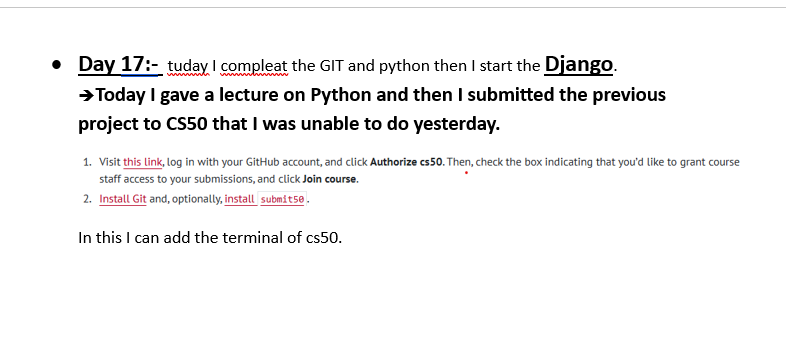 • Day 17:- tuday I compleat the GIT and python then I start the Django.
➔Today I gave a lecture on Python and then I submitted the previous
project to CS50 that I was unable to do yesterday.
1. Visit this link, log in with your GitHub account, and click Authorize cs50. Then, check the box indicating that you'd like to grant course
staff access to your submissions, and click Join course.
2. Install Git and, optionally, install submit50.
In this I can add the terminal of cs50.